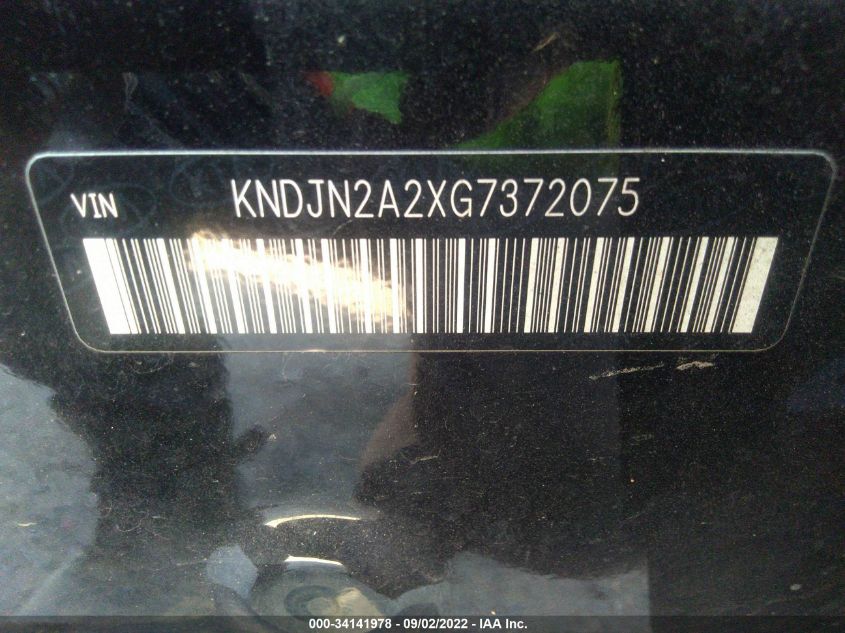 VIN KNDJN2A2XG7372075
000-34141978 - 09/02/2022 - IAA Inc.